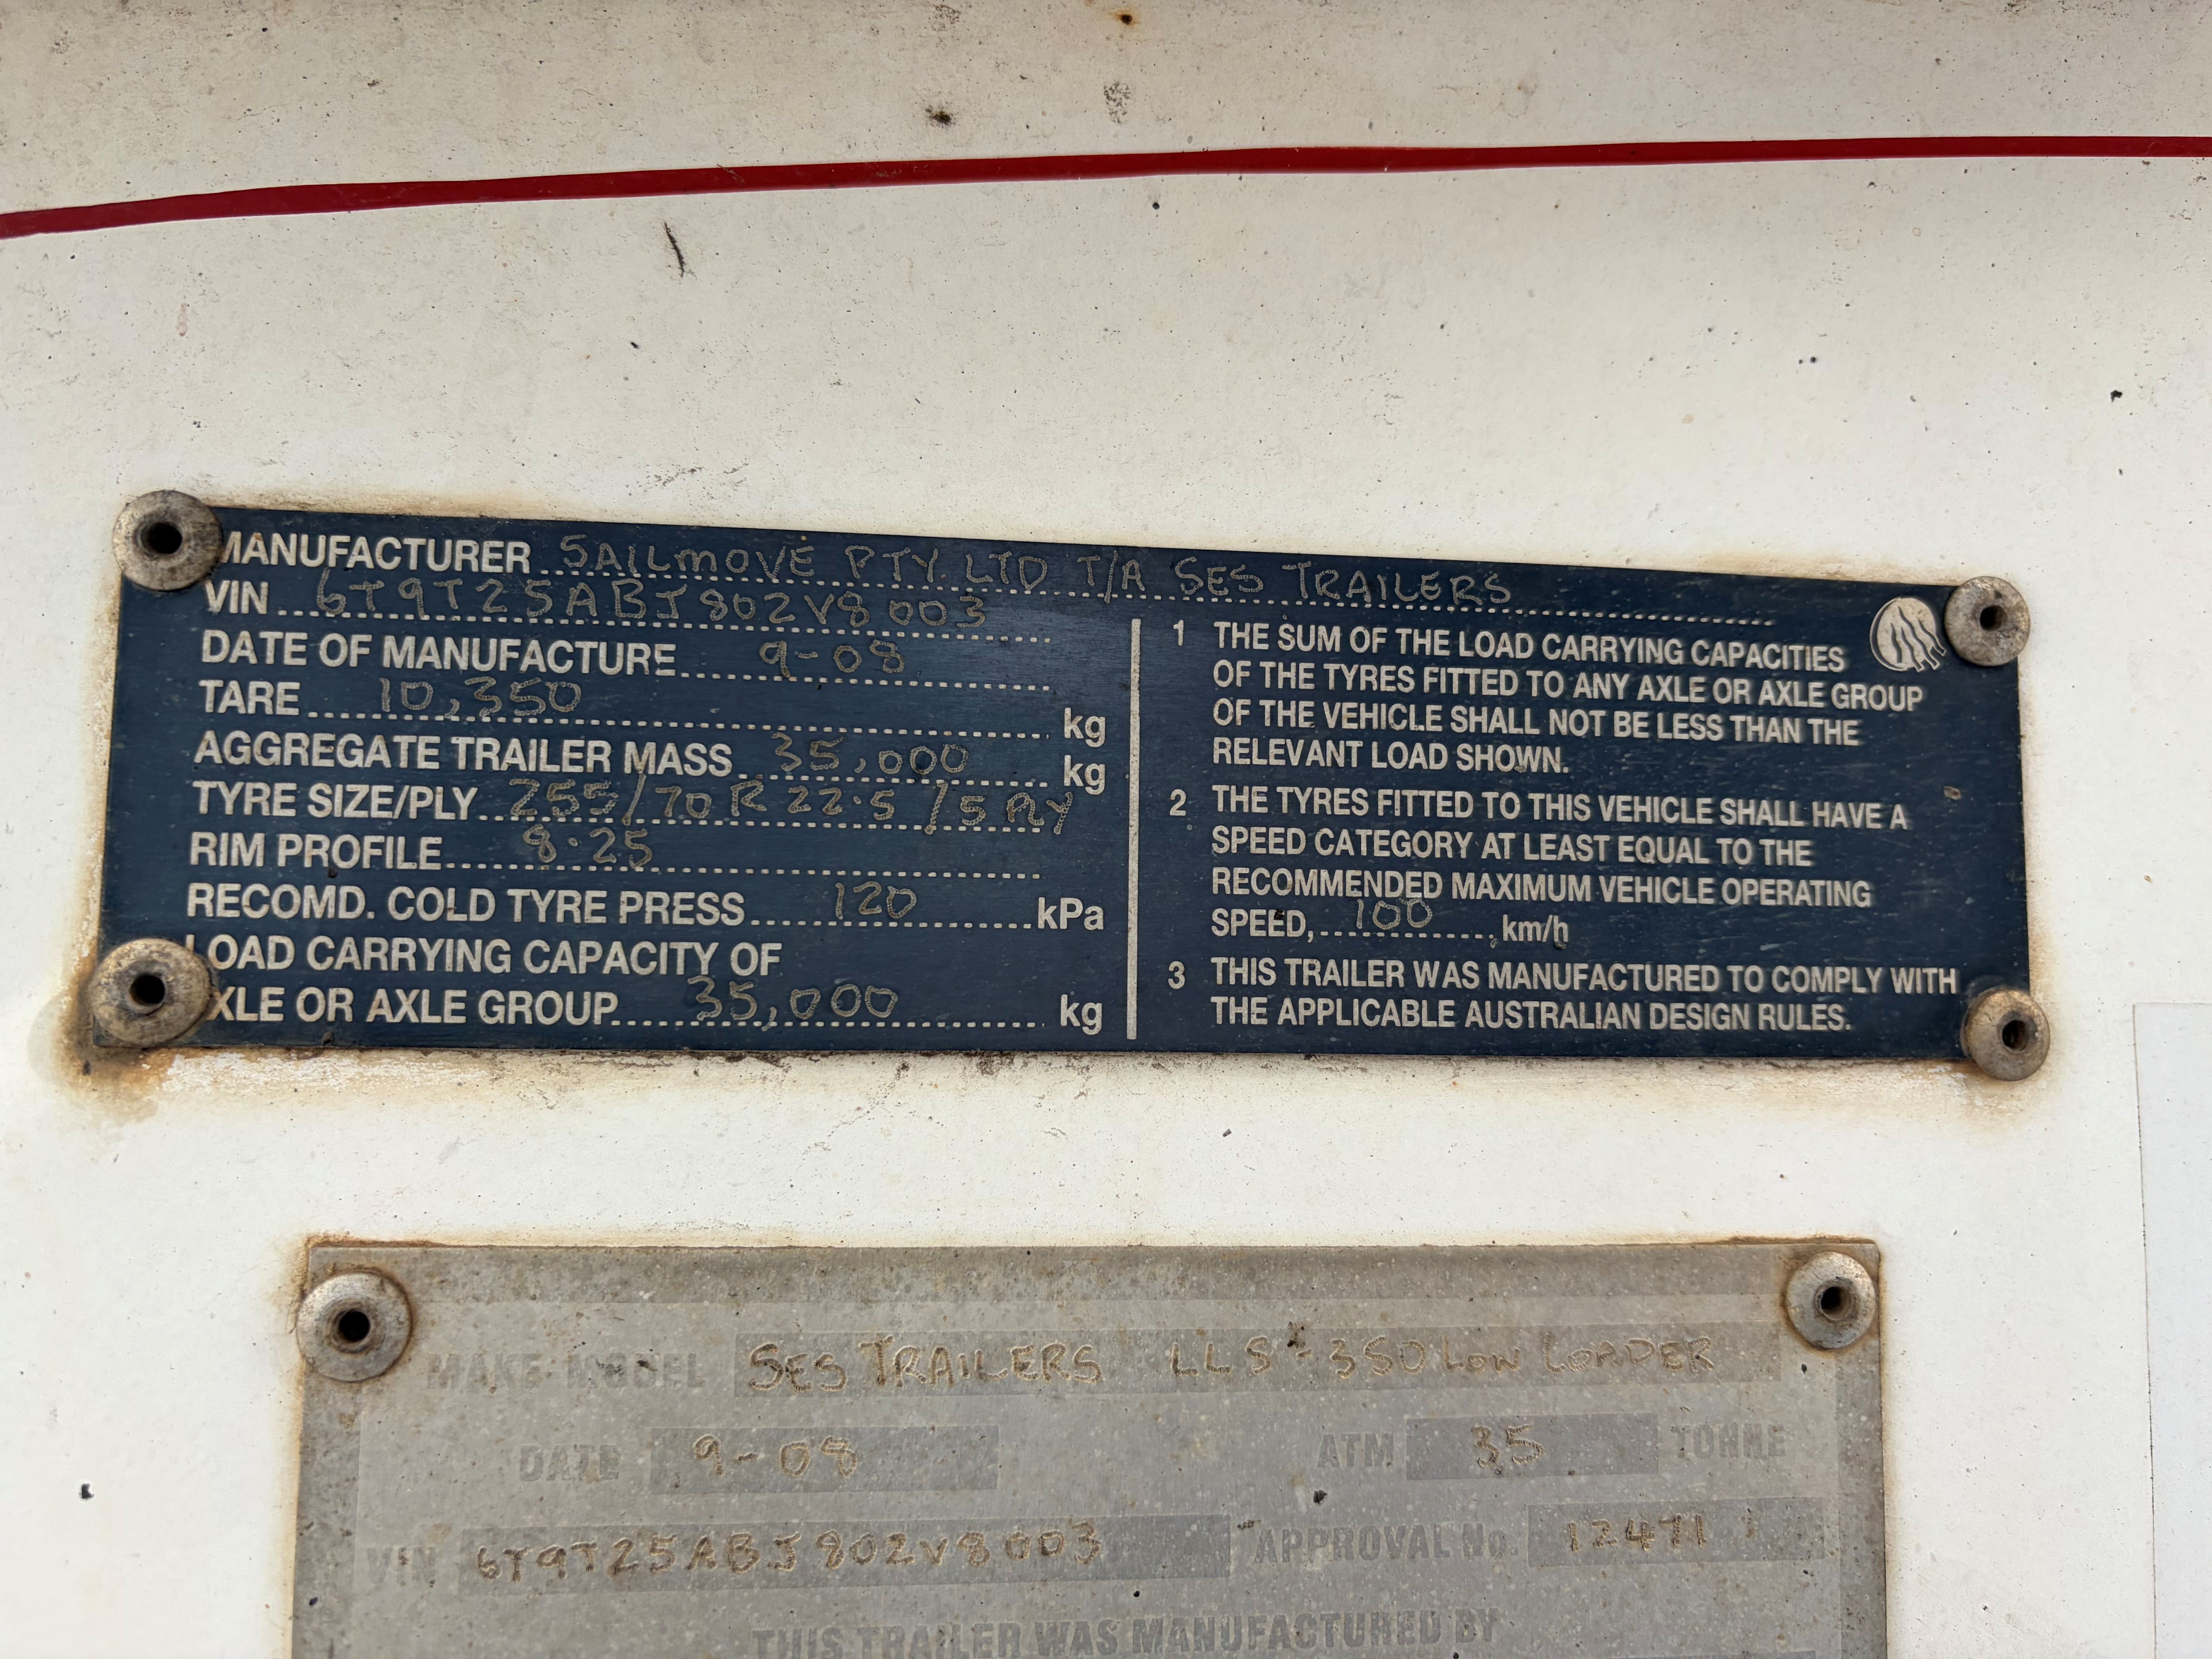 MANUFACTURER SAILMOVE PTY LTD T/A SES TRAILERS
VIN 6T9T25ABJ802V8003
DATE OF MANUFACTURE 9-08
TARE 10,350 kg
AGGREGATE TRAILER MASS 35,000 kg
TYRE SIZE/PLY 255/70R 22.5 /5 PLY
RIM PROFILE 8.25
RECOMD. COLD TYRE PRESS 120 kPa
LOAD CARRYING CAPACITY OF
AXLE OR AXLE GROUP 35,000 kg
1 THE SUM OF THE LOAD CARRYING CAPACITIES
OF THE TYRES FITTED TO ANY AXLE OR AXLE GROUP
OF THE VEHICLE SHALL NOT BE LESS THAN THE
RELEVANT LOAD SHOWN.
2 THE TYRES FITTED TO THIS VEHICLE SHALL HAVE A
SPEED CATEGORY AT LEAST EQUAL TO THE
RECOMMENDED MAXIMUM VEHICLE OPERATING
SPEED, 100 km/h
3 THIS TRAILER WAS MANUFACTURED TO COMPLY WITH
THE APPLICABLE AUSTRALIAN DESIGN RULES.
MAKE MODEL SES TRAILERS LLS-350 LOW LOADER
DATE 9-08 ATM 35 TONNE
VIN 6T9T25ABJ802V8003 APPROVAL No. 12471
THIS TRAILER WAS MANUFACTURED BY